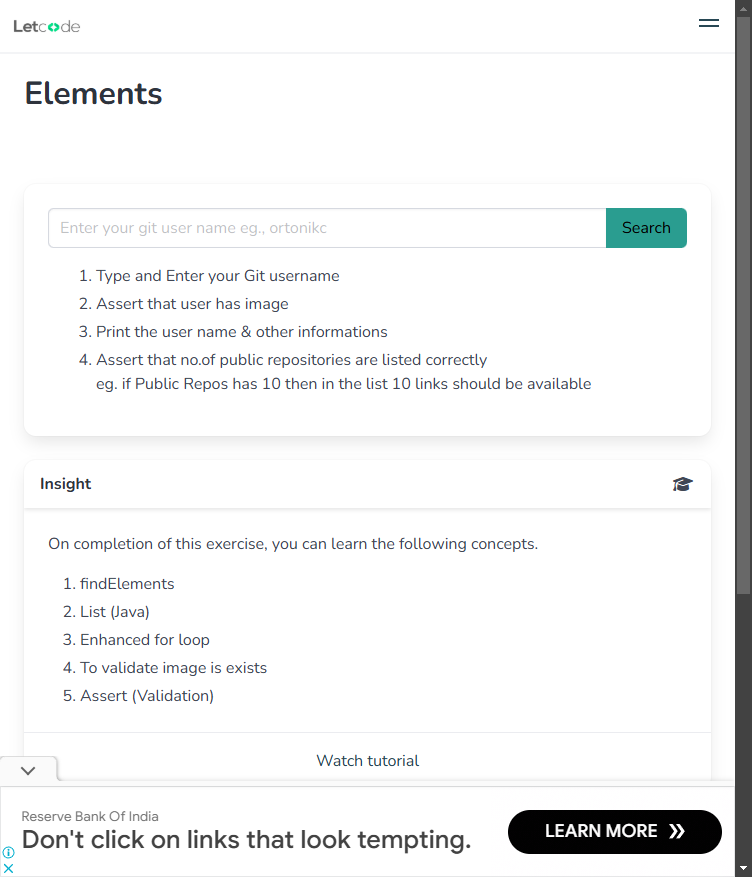 Letcode
Elements
Enter your git user name eg., ortonikc
Search
1. Type and Enter your Git username
2. Assert that user has image
3. Print the user name & other informations
4. Assert that no.of public repositories are listed correctly
eg. if Public Repos has 10 then in the list 10 links should be available
Insight
On completion of this exercise, you can learn the following concepts.
1. findElements
2. List (Java)
3. Enhanced for loop
4. To validate image is exists
5. Assert (Validation)
Watch tutorial
Reserve Bank Of India
Don't click on links that look tempting.
LEARN MORE